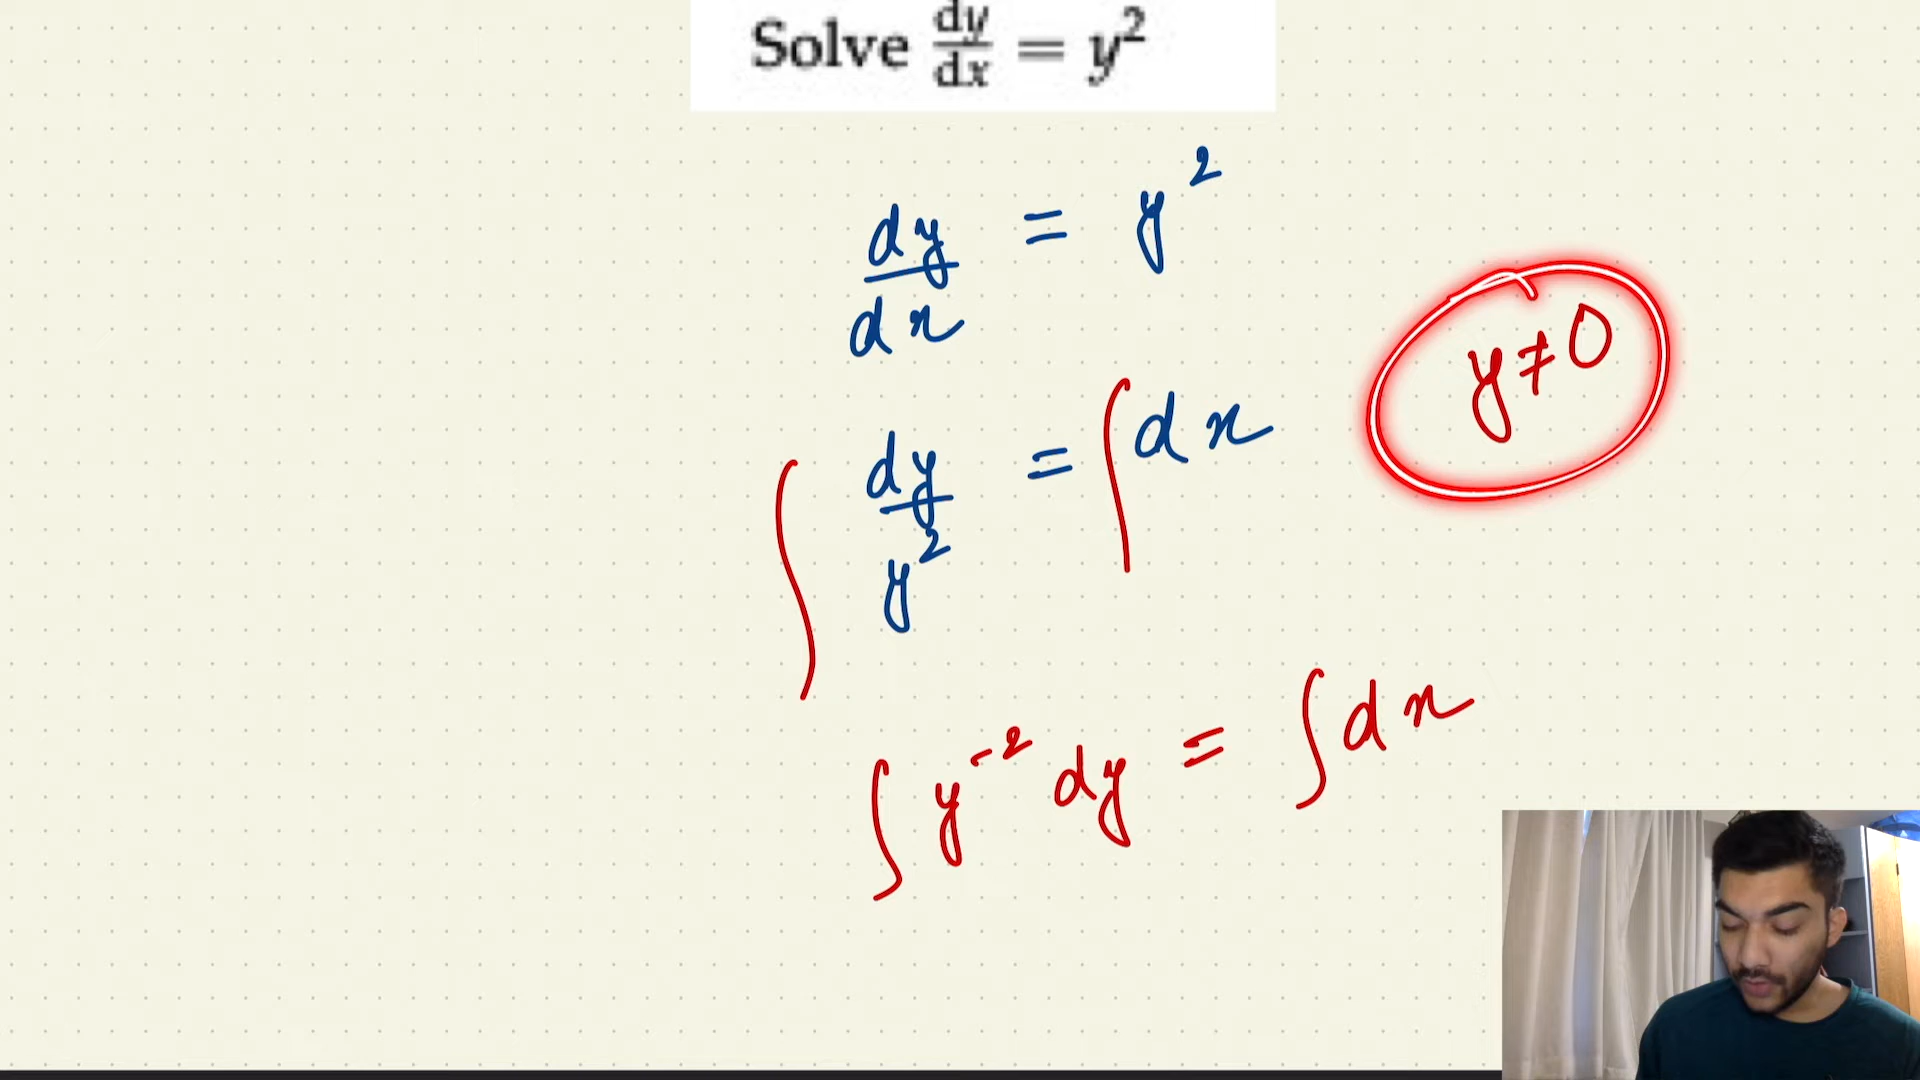 Solve dy/dx = y²
dy/dx = y²
y ≠ 0
∫ dy/y² = ∫ dx
∫ y⁻² dy = ∫ dx